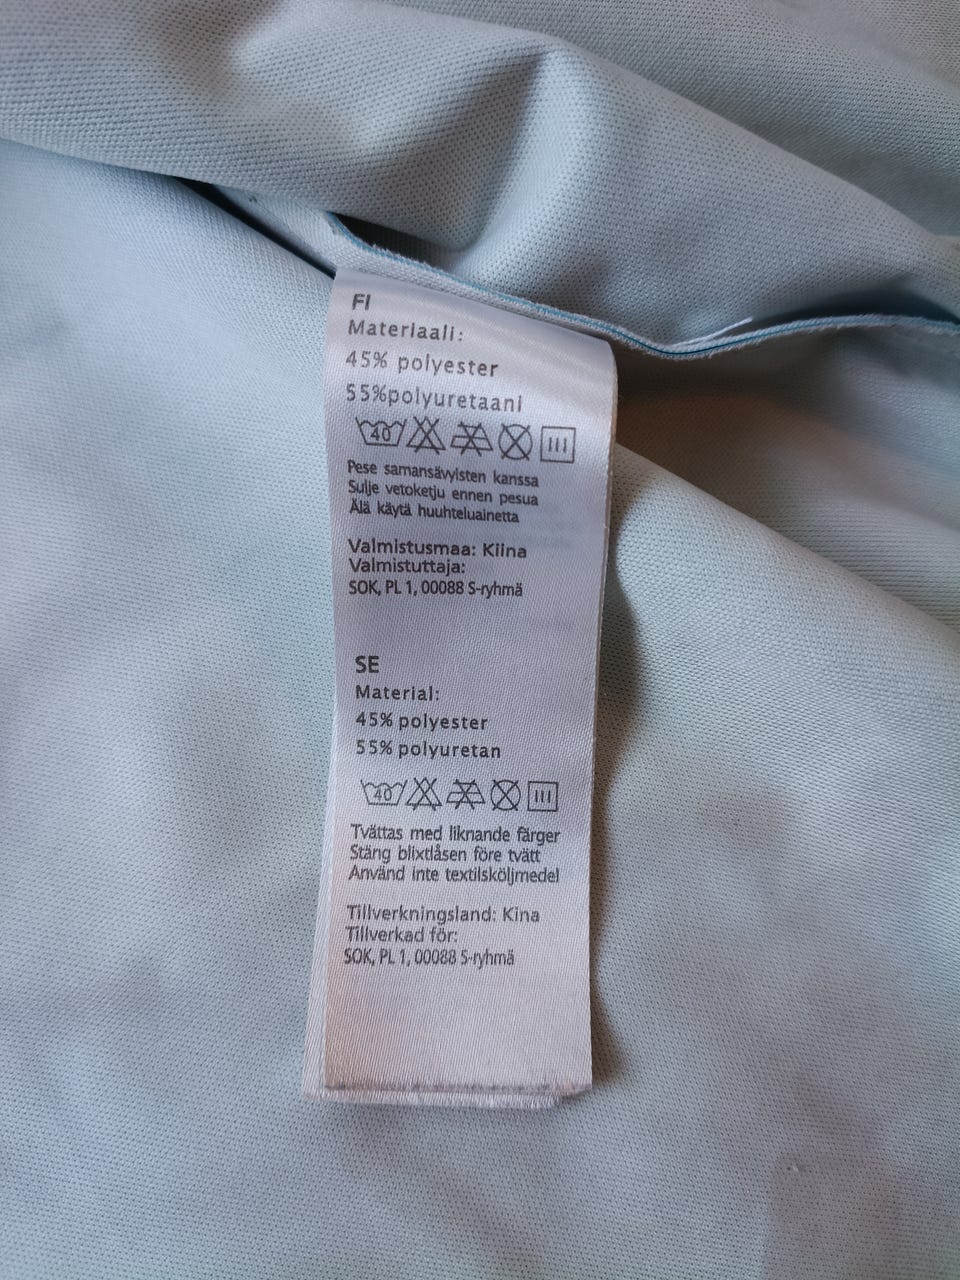 FI
Materiaali:
45% polyester
55%polyuretaani
40
Pese samansävyisten kanssa
Sulje vetoketju ennen pesua
Älä käytä huuhteluainetta
Valmistusmaa: Kiina
Valmistuttaja:
SOK, PL 1, 00088 S-ryhmä
SE
Material:
45% polyester
55% polyuretan
40
Tvättas med liknande färger
Stäng blixtlåsen före tvätt
Använd inte textilsköljmedel
Tillverkningsland: Kina
Tillverkad för:
SOK, PL 1, 00088 S-ryhmä